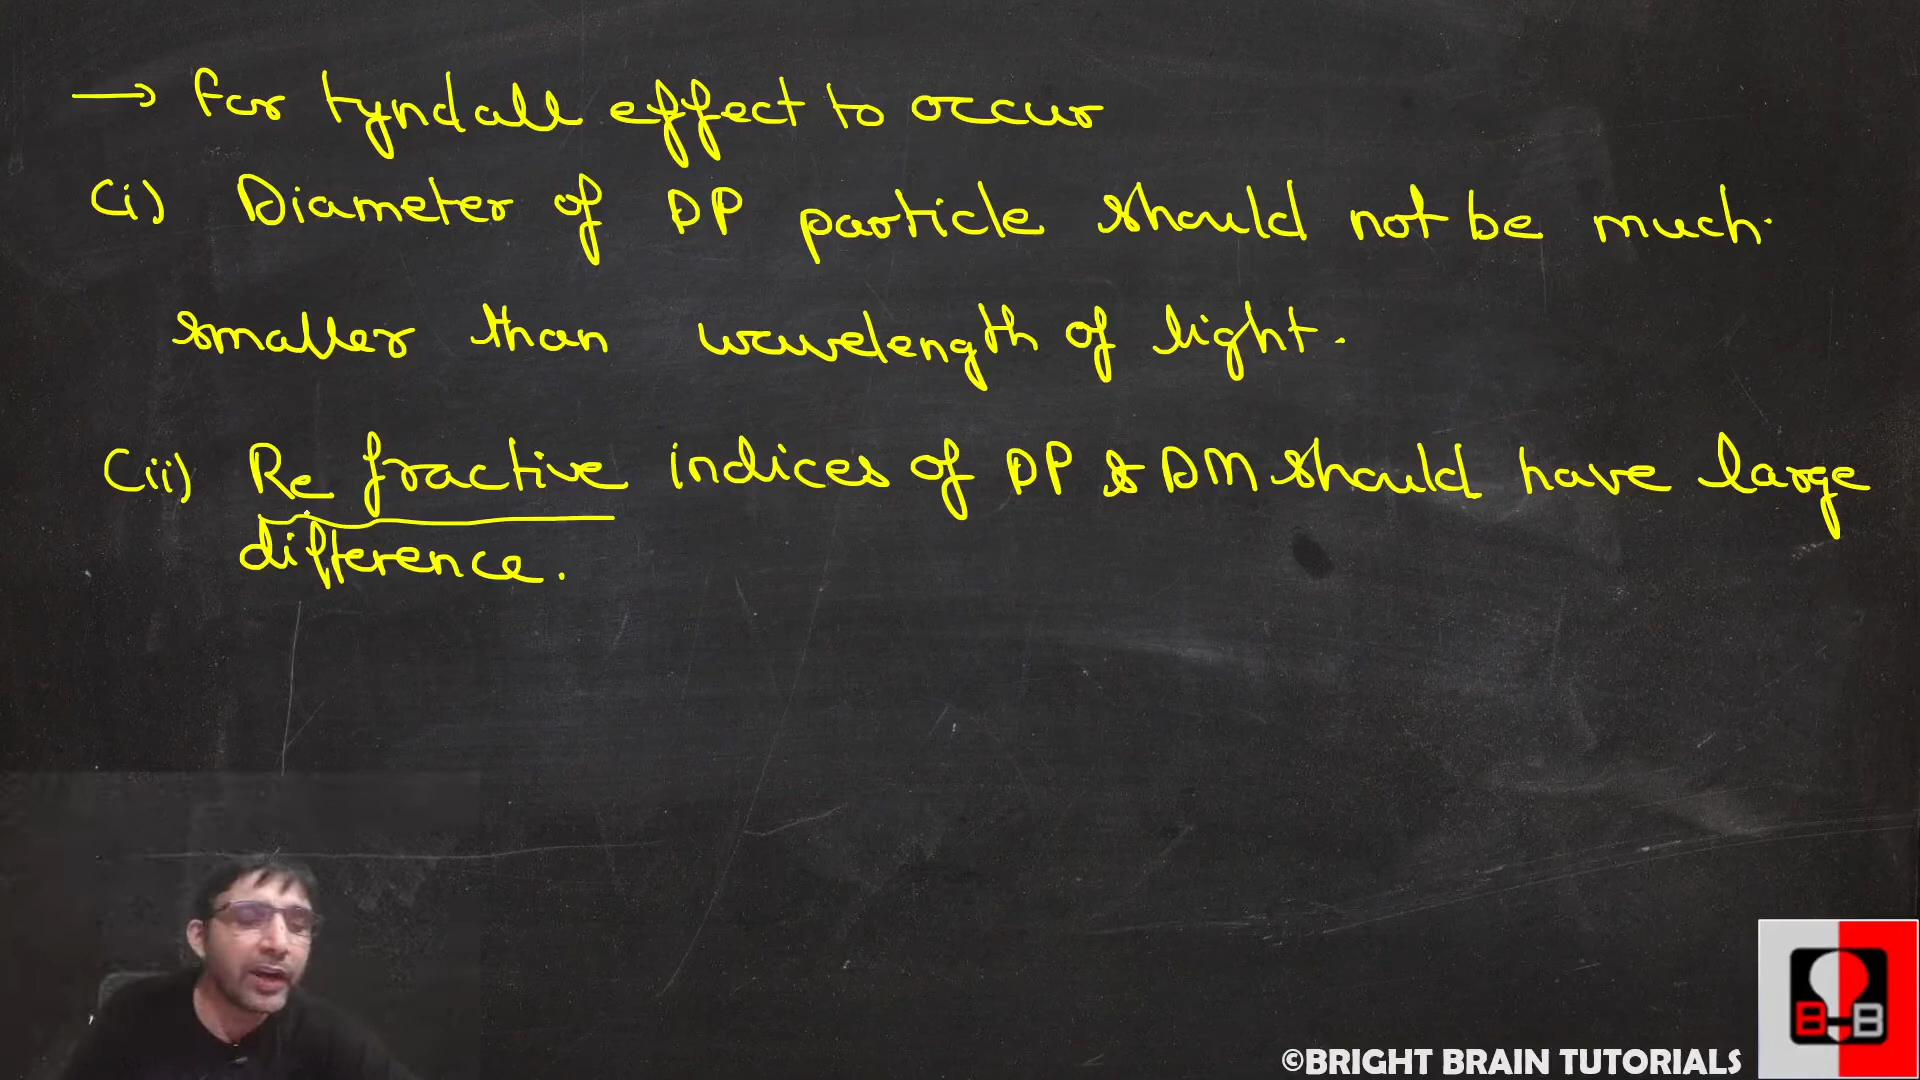 → For tyndall effect to occur
(i) Diameter of DP particle should not be much
smaller than wavelength of light.
(ii) Refractive indices of DP & DM should have large
difference.
B B
©BRIGHT BRAIN TUTORIALS